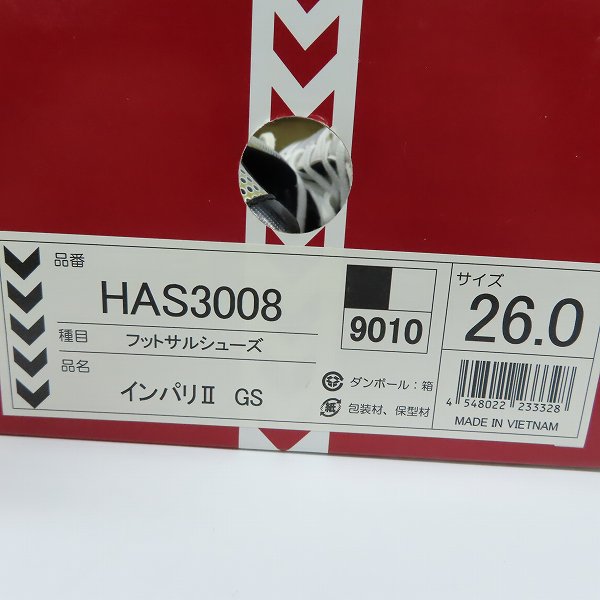 品番
HAS3008
種目 フットサルシューズ
品名
インパリⅡ GS
9010
ダンボール:箱
紙 包装材、保型材
サイズ
26.0
4 548022 233328
MADE IN VIETNAM